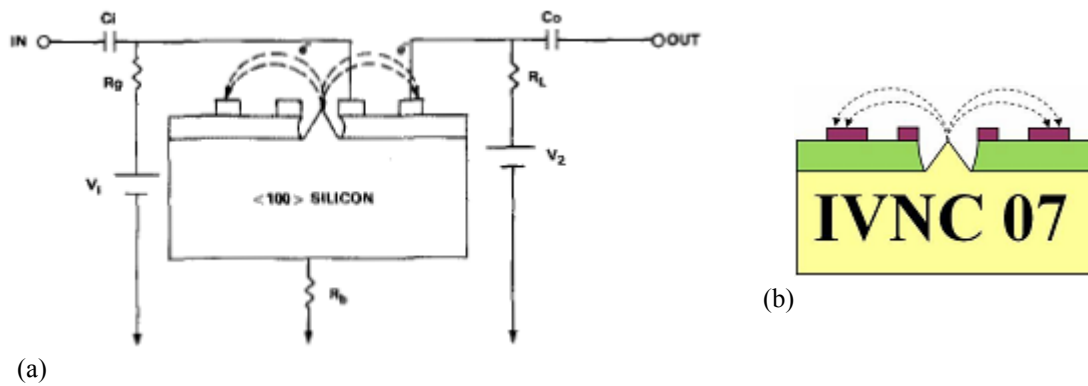 Ci
Co
IN
OUT
e⁻
e⁻
Rg
RL
V1
V2
<100> SILICON
IVNC 07
Rb
(b)
(a)